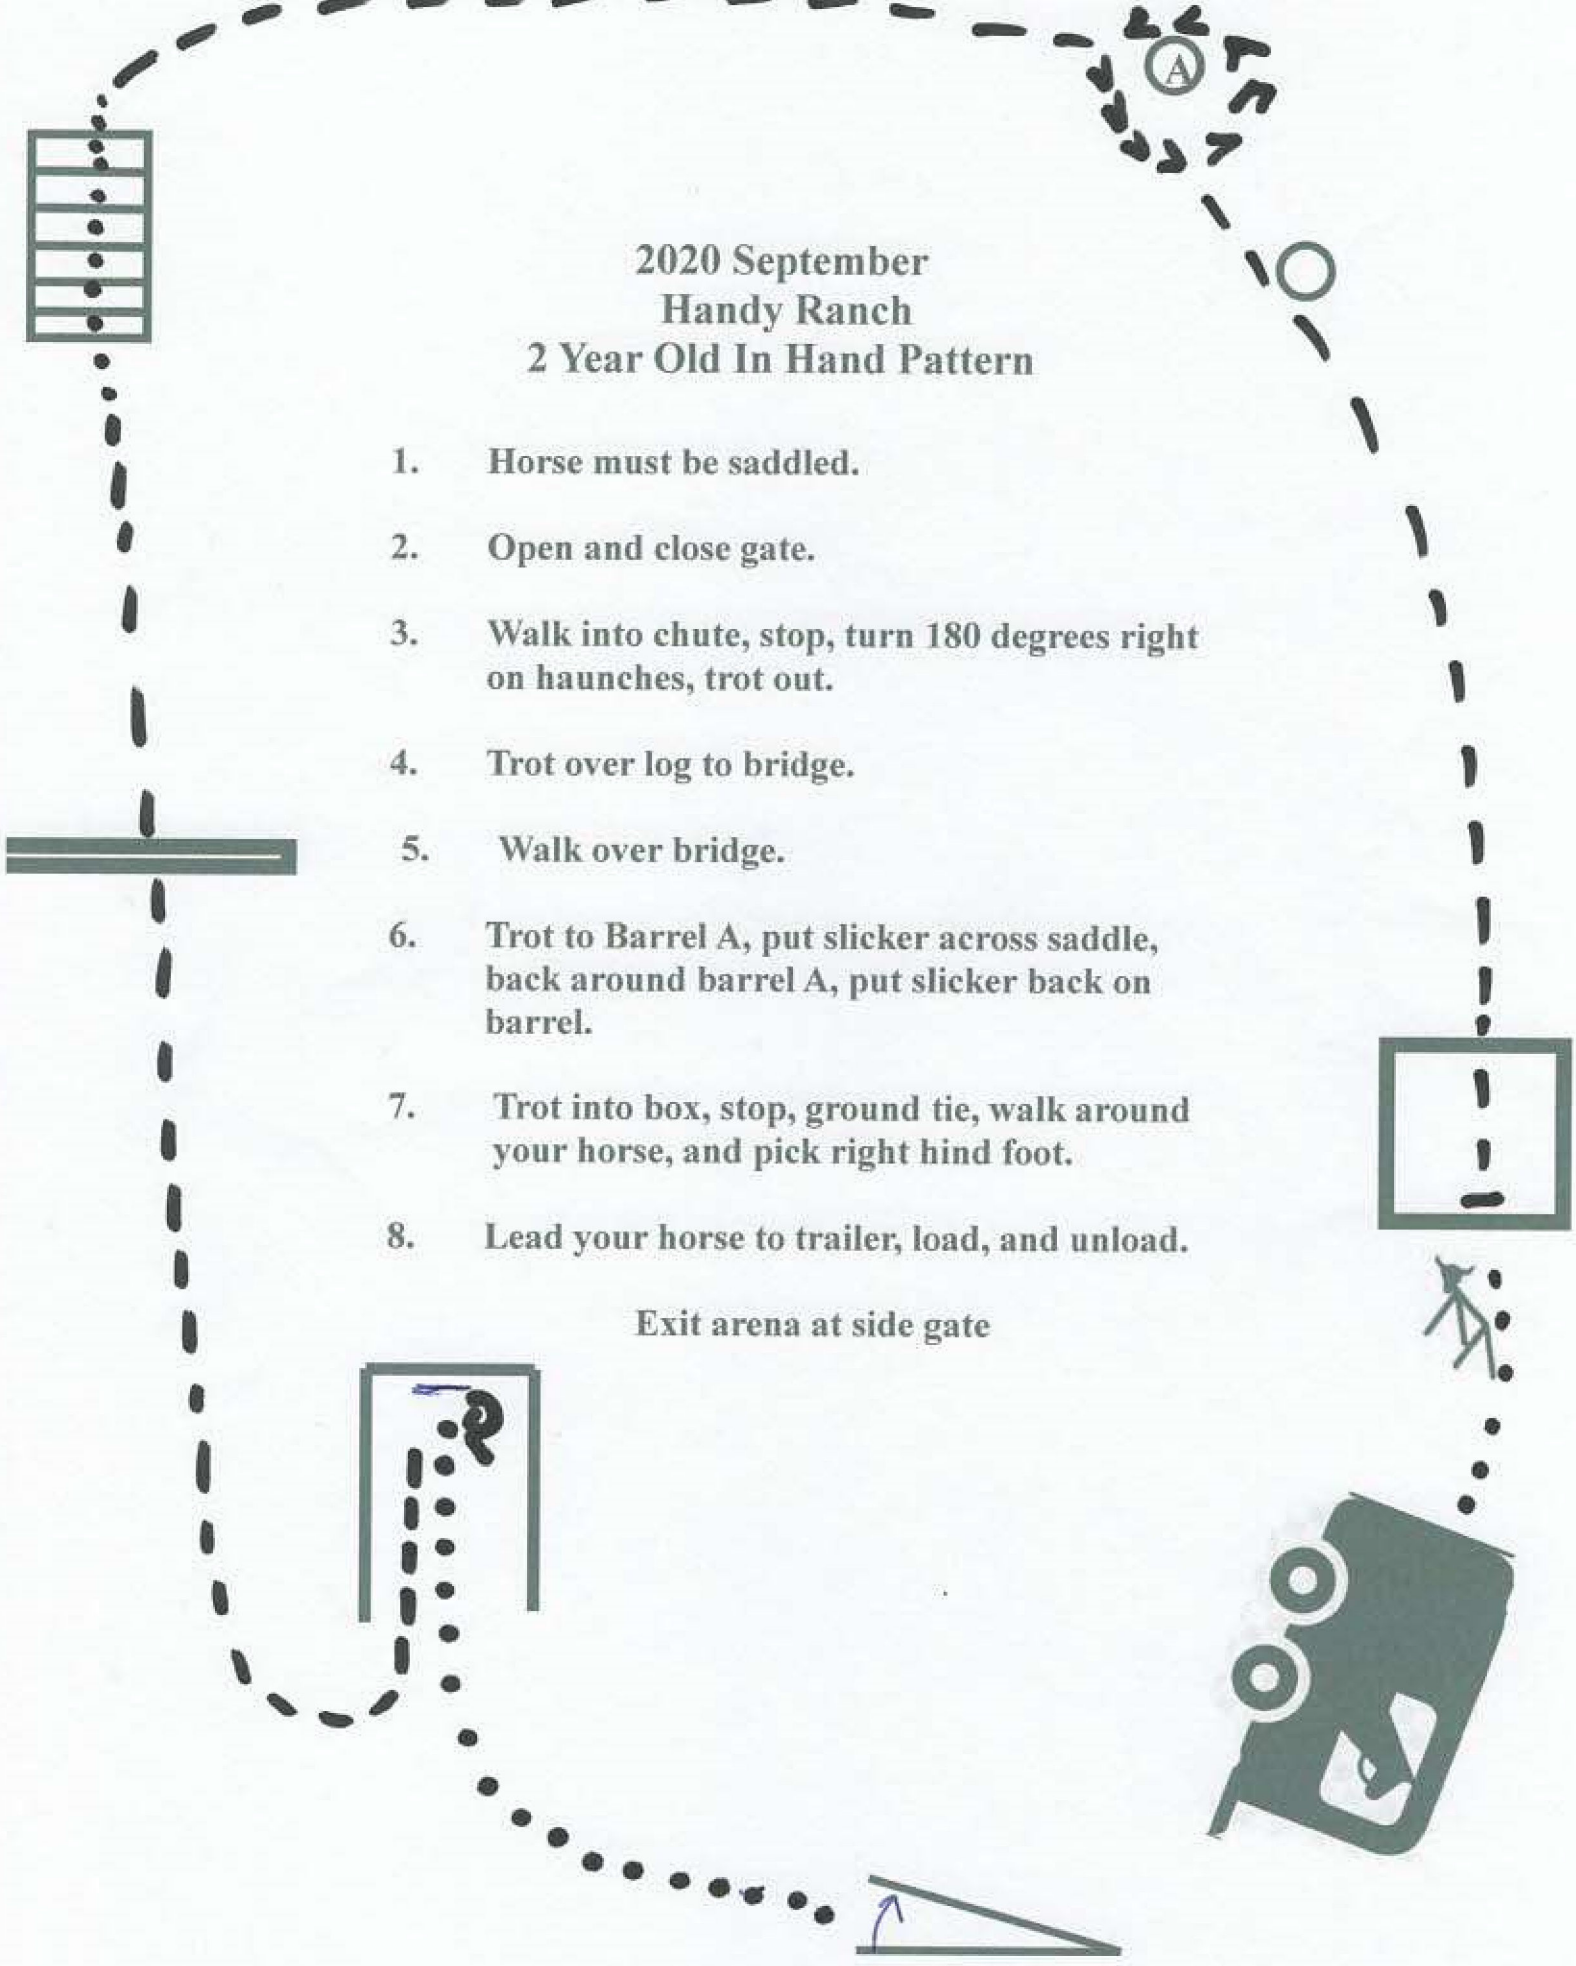 A
2020 September
Handy Ranch
2 Year Old In Hand Pattern
1. Horse must be saddled.
2. Open and close gate.
3. Walk into chute, stop, turn 180 degrees right
on haunches, trot out.
4. Trot over log to bridge.
5. Walk over bridge.
6. Trot to Barrel A, put slicker across saddle,
back around barrel A, put slicker back on
barrel.
7. Trot into box, stop, ground tie, walk around
your horse, and pick right hind foot.
8. Lead your horse to trailer, load, and unload.
Exit arena at side gate